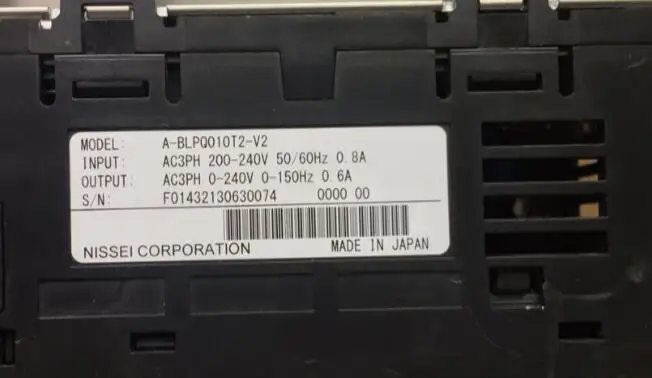 MODEL: A-BLPQ010T2-V2
INPUT: AC3PH 200-240V 50/60Hz 0.8A
OUTPUT: AC3PH 0-240V 0-150Hz 0.6A
S/N: F01432130630074 0000 00
NISSEI CORPORATION MADE IN JAPAN